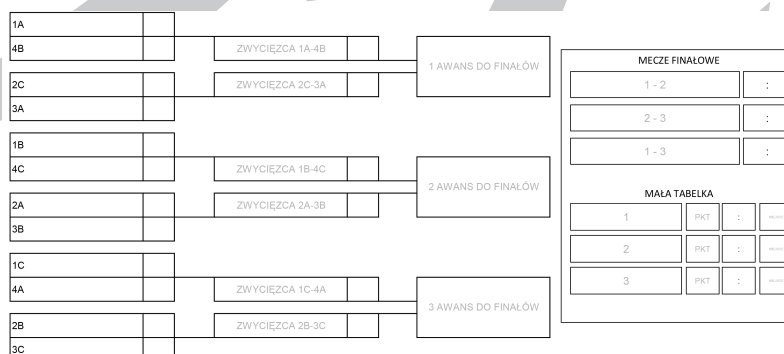 1A
4B
ZWYCIĘZCA 1A-4B
1 AWANS DO FINAŁÓW
2C
ZWYCIĘZCA 2C-3A
3A
1B
4C
ZWYCIĘZCA 1B-4C
2 AWANS DO FINAŁÓW
2A
ZWYCIĘZCA 2A-3B
3B
1C
4A
ZWYCIĘZCA 1C-4A
3 AWANS DO FINAŁÓW
2B
ZWYCIĘZCA 2B-3C
3C
MECZE FINAŁOWE
1 - 2 :
2 - 3 :
1 - 3 :
MAŁA TABELKA
1 PKT :
2 PKT :
3 PKT :